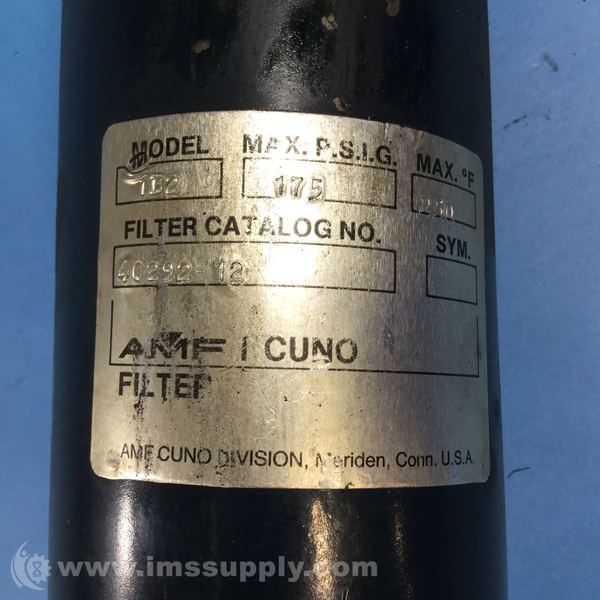 MODEL MAX. P.S.I.G. MAX. °F
1B2 175 250
FILTER CATALOG NO. SYM.
40292-12
AMF | CUNO
FILTER
AMF CUNO DIVISION, Meriden, Conn. U.S.A.
www.imssupply.com